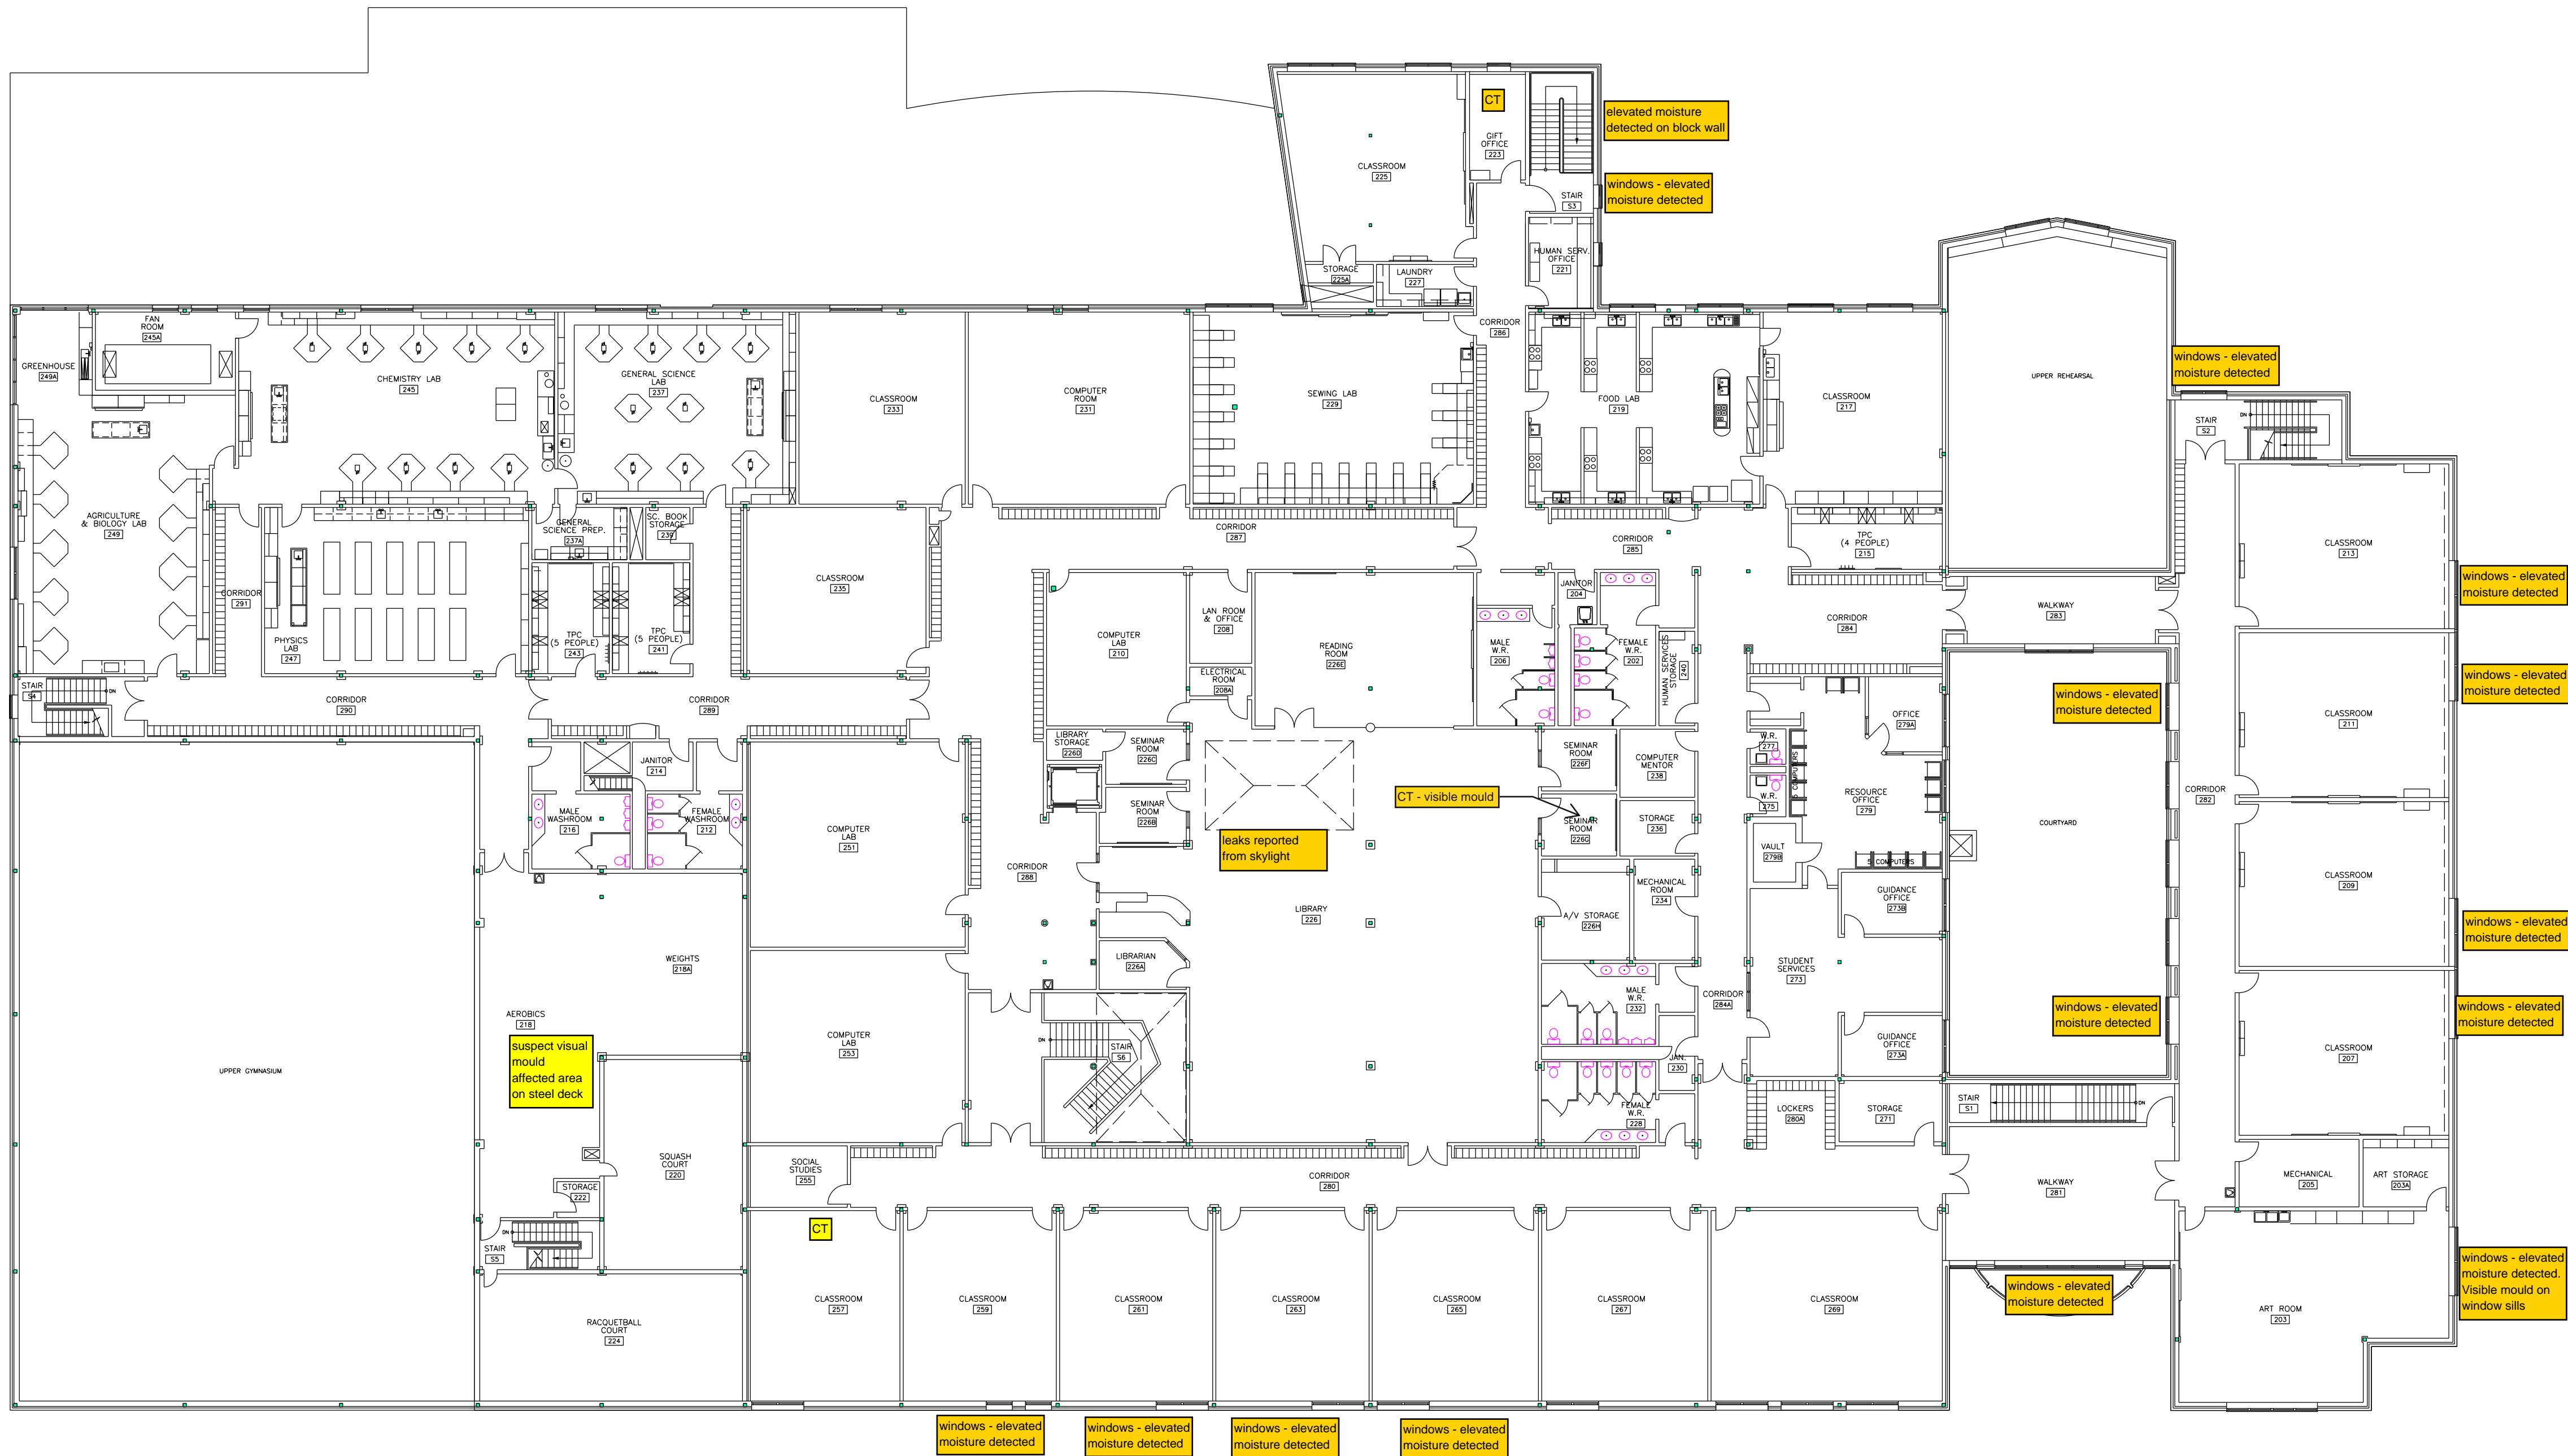 CT
GIFT
OFFICE
223
elevated moisture
detected on block wall
CLASSROOM
225
windows - elevated
moisture detected
STAIR
S3
HUMAN SERV.
OFFICE
221
STORAGE
225A
LAUNDRY
227
FAN
ROOM
245A
GREENHOUSE
249A
CHEMISTRY LAB
245
GENERAL SCIENCE
LAB
237
CLASSROOM
233
COMPUTER
ROOM
231
SEWING LAB
229
CORRIDOR
286
FOOD LAB
219
CLASSROOM
217
UPPER REHEARSAL
windows - elevated
moisture detected
STAIR
S2
DN
AGRICULTURE
& BIOLOGY LAB
249
GENERAL
SCIENCE PREP.
237A
SC. BOOK
STORAGE
239
CORRIDOR
287
CORRIDOR
285
TPC
(4 PEOPLE)
215
CLASSROOM
213
windows - elevated
moisture detected
CORRIDOR
291
PHYSICS
LAB
247
TPC
(5 PEOPLE)
243
TPC
(5 PEOPLE)
241
CLASSROOM
235
COMPUTER
LAB
210
LAN ROOM
& OFFICE
208
ELECTRICAL
ROOM
208A
READING
ROOM
226E
MALE
W.R.
206
JANITOR
204
FEMALE
W.R.
202
HUMAN SERVICES
STORAGE
240
CORRIDOR
284
WALKWAY
283
windows - elevated
moisture detected
STAIR
S4
DN
CORRIDOR
290
CORRIDOR
289
OFFICE
279A
windows - elevated
moisture detected
CLASSROOM
211
LIBRARY
STORAGE
226D
SEMINAR
ROOM
226C
SEMINAR
ROOM
226F
COMPUTER
MENTOR
238
W.R.
277
5 COMPUTERS
W.R.
275
RESOURCE
OFFICE
279
CORRIDOR
282
JANITOR
214
MALE
WASHROOM
216
FEMALE
WASHROOM
212
COMPUTER
LAB
251
SEMINAR
ROOM
226B
CT - visible mould
SEMINAR
ROOM
226G
STORAGE
236
COURTYARD
leaks reported
from skylight
VAULT
279B
5 COMPUTERS
CORRIDOR
288
MECHANICAL
ROOM
234
GUIDANCE
OFFICE
273B
CLASSROOM
209
LIBRARY
226
A/V STORAGE
226H
windows - elevated
moisture detected
WEIGHTS
218A
LIBRARIAN
226A
STUDENT
SERVICES
273
MALE
W.R.
232
CORRIDOR
284A
windows - elevated
moisture detected
windows - elevated
moisture detected
AEROBICS
218
COMPUTER
LAB
253
DN
STAIR
S6
JAN.
230
GUIDANCE
OFFICE
273A
CLASSROOM
207
suspect visual
mould
affected area
on steel deck
UPPER GYMNASIUM
FEMALE
W.R.
228
LOCKERS
280A
STORAGE
271
STAIR
S1
DN
SQUASH
COURT
220
SOCIAL
STUDIES
255
CORRIDOR
280
WALKWAY
281
MECHANICAL
205
ART STORAGE
203A
STORAGE
222
DN
STAIR
S5
CT
CLASSROOM
257
CLASSROOM
259
CLASSROOM
261
CLASSROOM
263
CLASSROOM
265
CLASSROOM
267
CLASSROOM
269
windows - elevated
moisture detected
windows - elevated
moisture detected.
Visible mould on
window sills
ART ROOM
203
RACQUETBALL
COURT
224
windows - elevated
moisture detected
windows - elevated
moisture detected
windows - elevated
moisture detected
windows - elevated
moisture detected